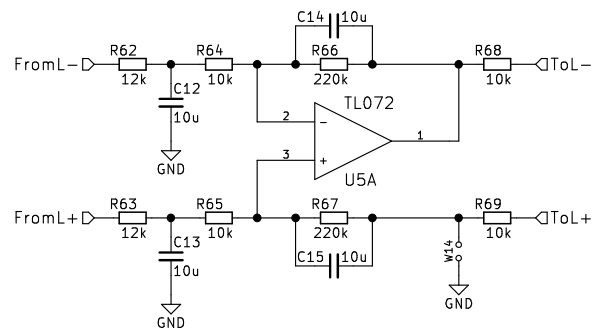 C14 10u
R62 R64 R66 R68
FromL- ToL-
12k 10k 220k 10k
C12
10u
TL072
2 -
1
GND
3 +
U5A
R63 R65 R67 R69
FromL+ ToL+
12k 10k 220k 10k
C13
W14
C15 10u
10u
GND
GND